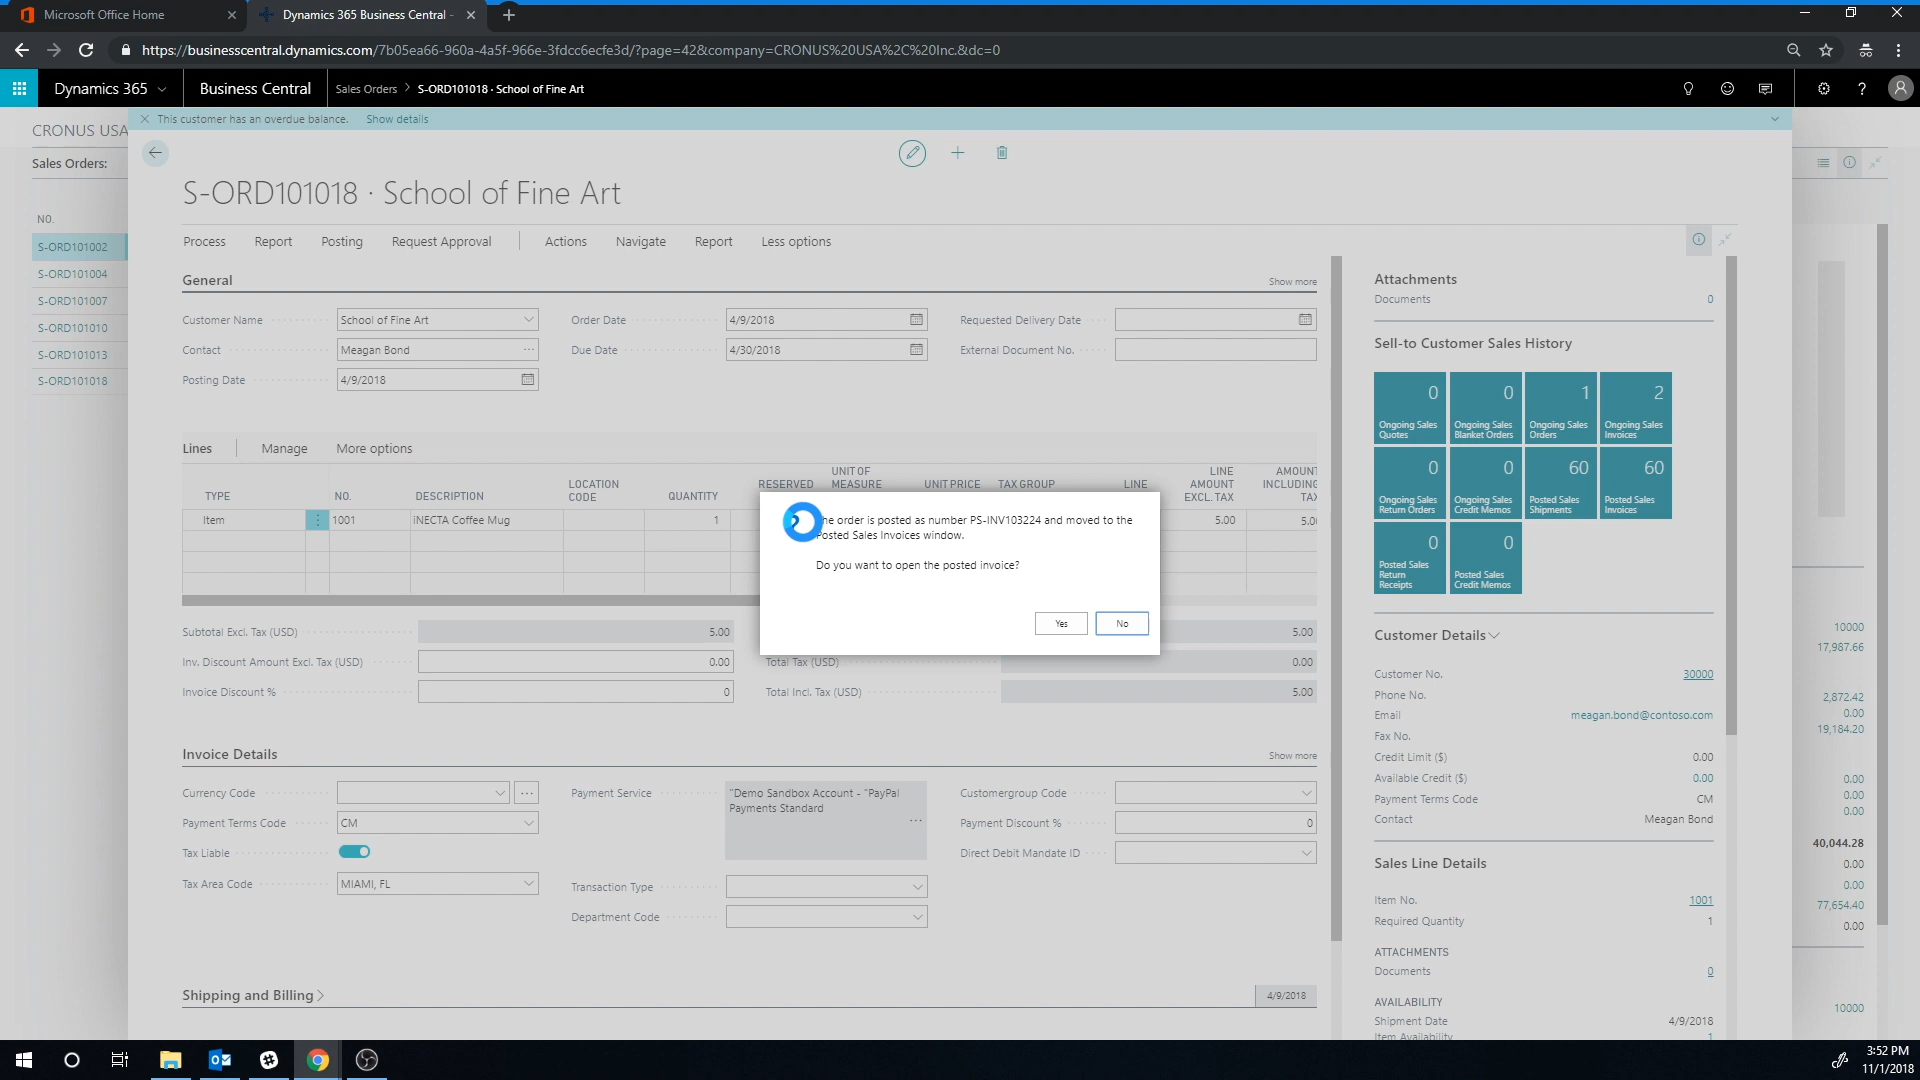 Microsoft Office Home
Dynamics 365 Business Central -
https://businesscentral.dynamics.com/7b05ea66-960a-4a5f-966e-3fdcc6ecfe3d/?page=42&company=CRONUS%20USA%2C%20Inc.&dc=0
Dynamics 365
Business Central
Sales Orders > S-ORD101018 · School of Fine Art
This customer has an overdue balance. Show details
CRONUS USA
Sales Orders:
NO.
S-ORD101002
S-ORD101004
S-ORD101007
S-ORD101010
S-ORD101013
S-ORD101018
S-ORD101018 · School of Fine Art
Process Report Posting Request Approval Actions Navigate Report Less options
General
Show more
Customer Name School of Fine Art
Contact Meagan Bond
Posting Date 4/9/2018
Order Date 4/9/2018
Due Date 4/30/2018
Requested Delivery Date
External Document No.
Lines Manage More options
TYPE
NO.
DESCRIPTION
LOCATION CODE
QUANTITY
RESERVED
UNIT OF MEASURE
UNIT PRICE
TAX GROUP
LINE
LINE AMOUNT EXCL. TAX
AMOUNT INCLUDING TAX
Item 1001 iNECTA Coffee Mug 1 5.00 5.0
The order is posted as number PS-INV103224 and moved to the
Posted Sales Invoices window.
Do you want to open the posted invoice?
Yes
No
Subtotal Excl. Tax (USD) 5.00
Inv. Discount Amount Excl. Tax (USD) 0.00
Invoice Discount % 0
5.00
Total Tax (USD) 0.00
Total Incl. Tax (USD) 5.00
Invoice Details
Show more
Currency Code
Payment Terms Code CM
Tax Liable
Tax Area Code MIAMI, FL
Payment Service "Demo Sandbox Account - "PayPal
Payments Standard
Transaction Type
Department Code
Customergroup Code
Payment Discount % 0
Direct Debit Mandate ID
Shipping and Billing >
4/9/2018
Attachments
Documents 0
Sell-to Customer Sales History
0 Ongoing Sales Quotes
0 Ongoing Sales Blanket Orders
1 Ongoing Sales Orders
2 Ongoing Sales Invoices
0 Ongoing Sales Return Orders
0 Ongoing Sales Credit Memos
60 Posted Sales Shipments
60 Posted Sales Invoices
0 Posted Sales Return Receipts
0 Posted Sales Credit Memos
Customer Details
Customer No. 30000
Phone No.
Email meagan.bond@contoso.com
Fax No.
Credit Limit ($) 0.00
Available Credit ($) 0.00
Payment Terms Code CM
Contact Meagan Bond
Sales Line Details
Item No. 1001
Required Quantity 1
ATTACHMENTS
Documents 0
AVAILABILITY
Shipment Date 4/9/2018
Item Availability 1
10000
17,987.66
2,872.42
0.00
19,184.20
0.00
0.00
0.00
40,044.28
0.00
0.00
77,654.40
0.00
10000
3:52 PM
11/1/2018